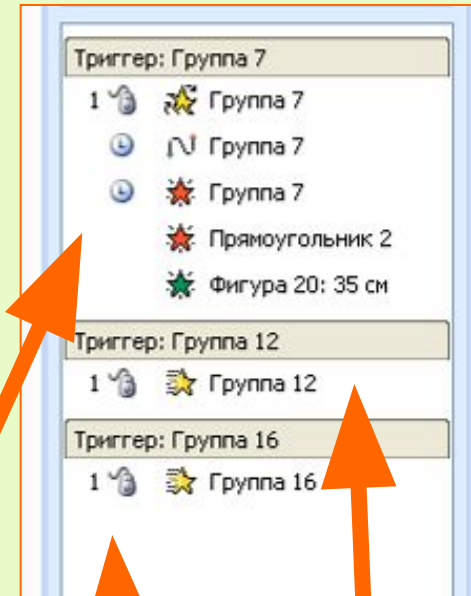 Триггер: Группа 7
1 Группа 7
Группа 7
Группа 7
Прямоугольник 2
Фигура 20: 35 см
Триггер: Группа 12
1 Группа 12
Триггер: Группа 16
1 Группа 16